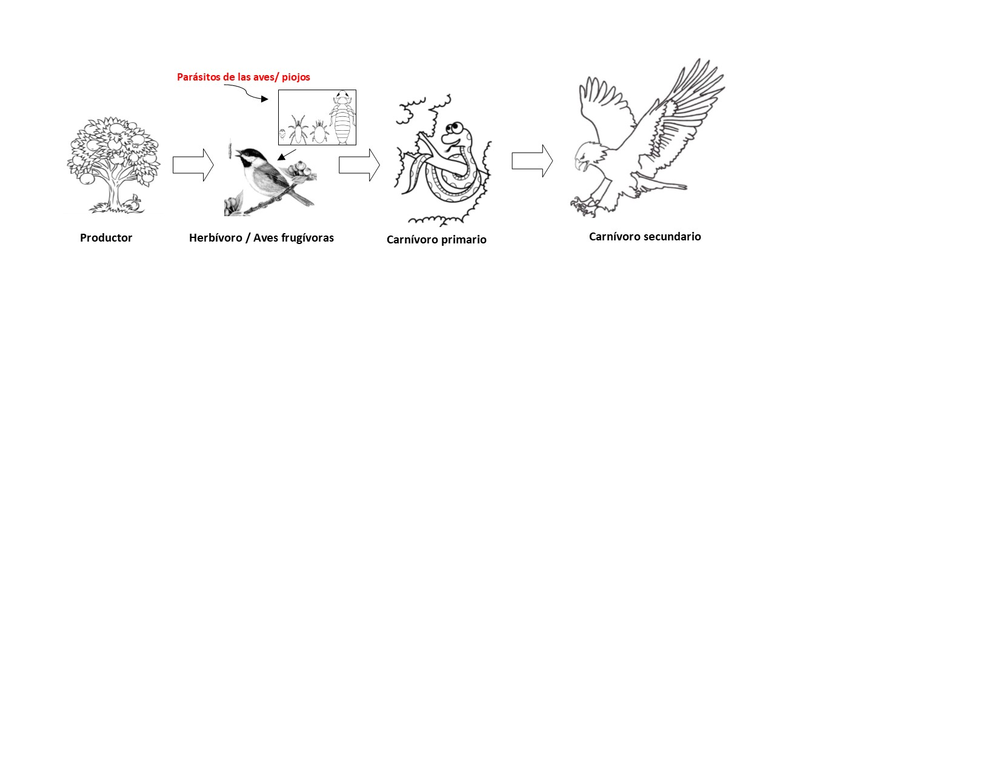 Parásitos de las aves/ piojos
Productor
Herbívoro / Aves frugívoras
Carnívoro primario
Carnívoro secundario